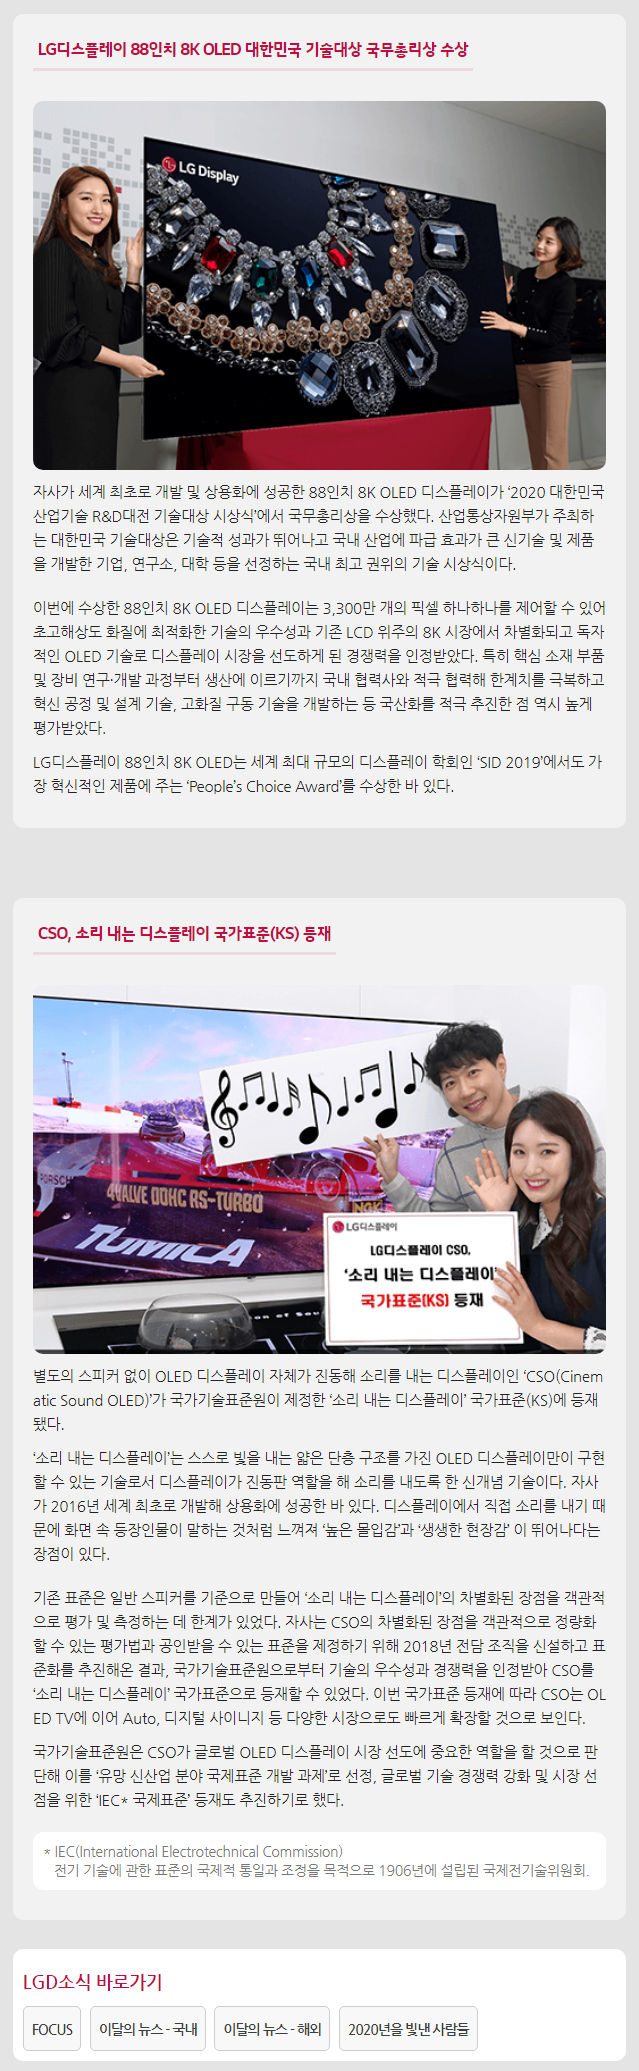 LG디스플레이 88인치 8K OLED 대한민국 기술대상 국무총리상 수상
LG Display
자사가 세계 최초로 개발 및 상용화에 성공한 88인치 8K OLED 디스플레이가 ‘2020 대한민국
산업기술 R&D대전 기술대상 시상식’에서 국무총리상을 수상했다. 산업통상자원부가 주최하
는 대한민국 기술대상은 기술적 성과가 뛰어나고 국내 산업에 파급 효과가 큰 신기술 및 제품
을 개발한 기업, 연구소, 대학 등을 선정하는 국내 최고 권위의 기술 시상식이다.
이번에 수상한 88인치 8K OLED 디스플레이는 3,300만 개의 픽셀 하나하나를 제어할 수 있어
초고해상도 화질에 최적화한 기술의 우수성과 기존 LCD 위주의 8K 시장에서 차별화되고 독자
적인 OLED 기술로 디스플레이 시장을 선도하게 된 경쟁력을 인정받았다. 특히 핵심 소재 부품
및 장비 연구·개발 과정부터 생산에 이르기까지 국내 협력사와 적극 협력해 한계치를 극복하고
혁신 공정 및 설계 기술, 고화질 구동 기술을 개발하는 등 국산화를 적극 추진한 점 역시 높게
평가받았다.
LG디스플레이 88인치 8K OLED는 세계 최대 규모의 디스플레이 학회인 ‘SID 2019’에서도 가
장 혁신적인 제품에 주는 ‘People’s Choice Award’를 수상한 바 있다.
CSO, 소리 내는 디스플레이 국가표준(KS) 등재
PORSCH
4VALVE DOHC RS-TURBO
NGK
TUMICA
LG디스플레이
LG디스플레이 CSO,
‘소리 내는 디스플레이’
국가표준(KS) 등재
on of Sou
별도의 스피커 없이 OLED 디스플레이 자체가 진동해 소리를 내는 디스플레이인 ‘CSO(Cinem
atic Sound OLED)’가 국가기술표준원이 제정한 ‘소리 내는 디스플레이’ 국가표준(KS)에 등재
됐다.
‘소리 내는 디스플레이’는 스스로 빛을 내는 얇은 단층 구조를 가진 OLED 디스플레이만이 구현
할 수 있는 기술로서 디스플레이가 진동판 역할을 해 소리를 내도록 한 신개념 기술이다. 자사
가 2016년 세계 최초로 개발해 상용화에 성공한 바 있다. 디스플레이에서 직접 소리를 내기 때
문에 화면 속 등장인물이 말하는 것처럼 느껴져 ‘높은 몰입감’과 ‘생생한 현장감’ 이 뛰어나다는
장점이 있다.
기존 표준은 일반 스피커를 기준으로 만들어 ‘소리 내는 디스플레이’의 차별화된 장점을 객관적
으로 평가 및 측정하는 데 한계가 있었다. 자사는 CSO의 차별화된 장점을 객관적으로 정량화
할 수 있는 평가법과 공인받을 수 있는 표준을 제정하기 위해 2018년 전담 조직을 신설하고 표
준화를 추진해온 결과, 국가기술표준원으로부터 기술의 우수성과 경쟁력을 인정받아 CSO를
‘소리 내는 디스플레이’ 국가표준으로 등재할 수 있었다. 이번 국가표준 등재에 따라 CSO는 OL
ED TV에 이어 Auto, 디지털 사이니지 등 다양한 시장으로도 빠르게 확장할 것으로 보인다.
국가기술표준원은 CSO가 글로벌 OLED 디스플레이 시장 선도에 중요한 역할을 할 것으로 판
단해 이를 ‘유망 신산업 분야 국제표준 개발 과제’로 선정, 글로벌 기술 경쟁력 강화 및 시장 선
점을 위한 ‘IEC* 국제표준’ 등재도 추진하기로 했다.
* IEC(International Electrotechnical Commission)
전기 기술에 관한 표준의 국제적 통일과 조정을 목적으로 1906년에 설립된 국제전기기술위원회.
LGD소식 바로가기
FOCUS
이달의 뉴스 - 국내
이달의 뉴스 - 해외
2020년을 빛낸 사람들